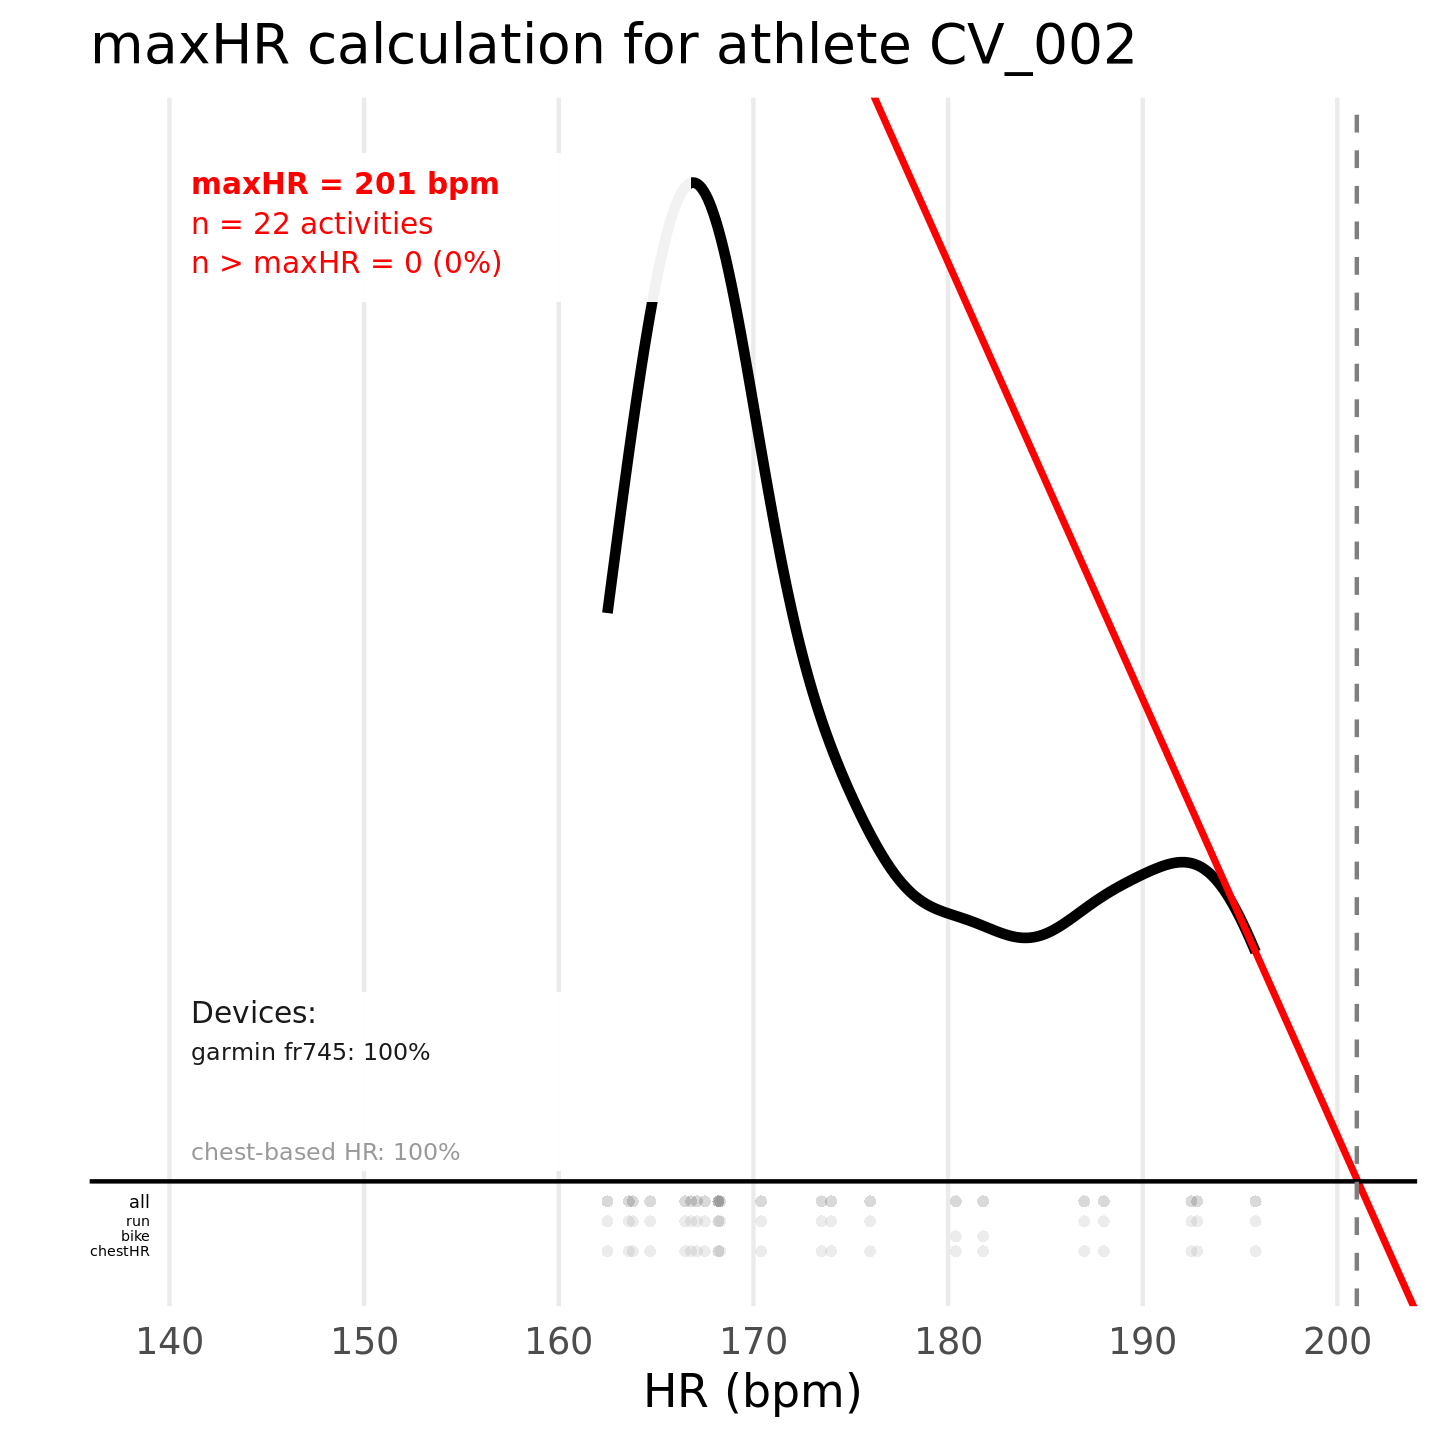 maxHR calculation for athlete CV_002
maxHR = 201 bpm
n = 22 activities
n > maxHR = 0 (0%)
Devices:
garmin fr745: 100%
chest-based HR: 100%
all
run
bike
chestHR
140 150 160 170 180 190 200
HR (bpm)